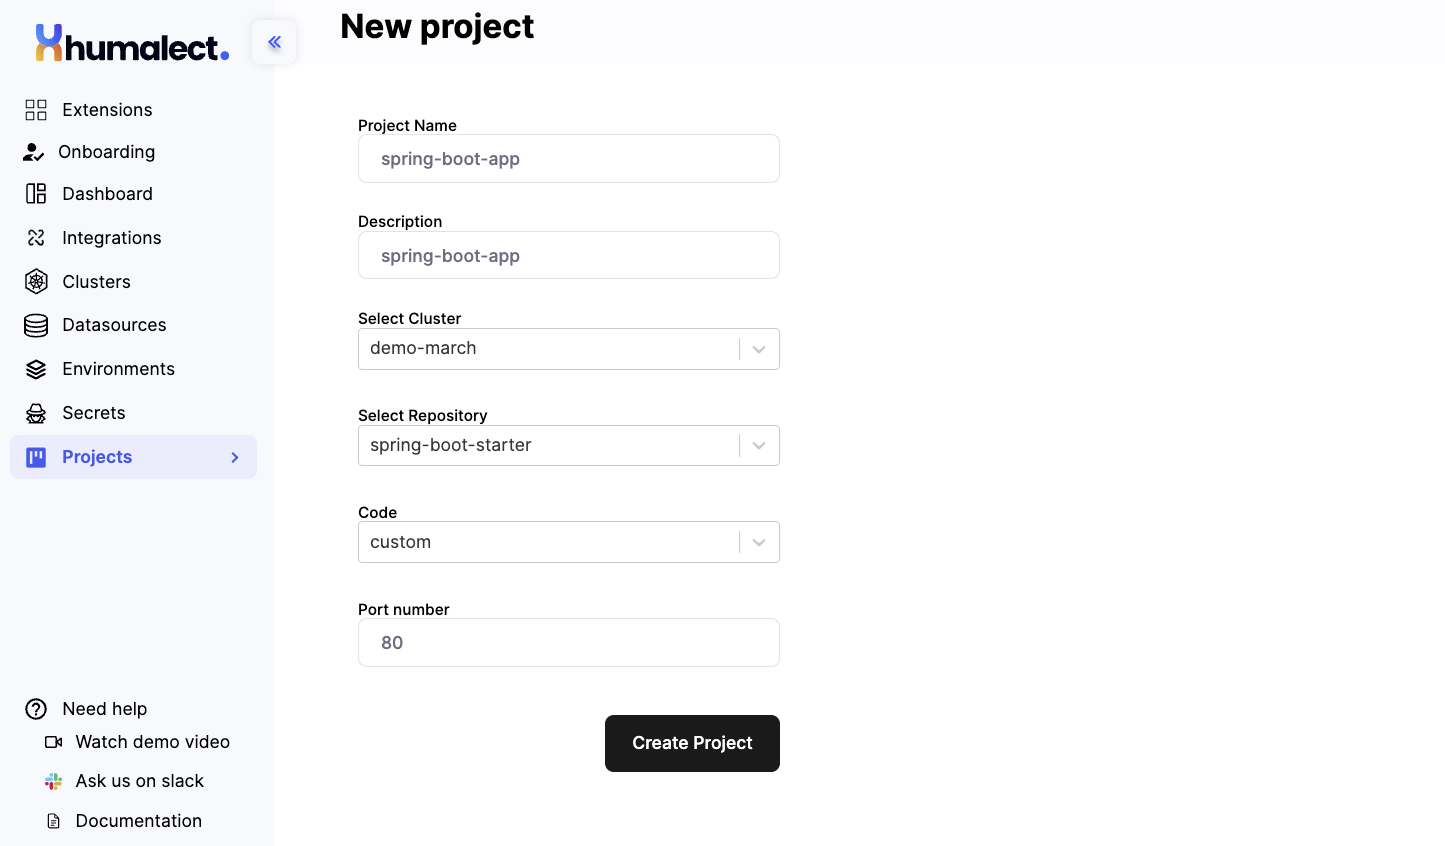 humalect.
Extensions
Onboarding
Dashboard
Integrations
Clusters
Datasources
Environments
Secrets
Projects
Need help
Watch demo video
Ask us on slack
Documentation
New project
Project Name
spring-boot-app
Description
spring-boot-app
Select Cluster
demo-march
Select Repository
spring-boot-starter
Code
custom
Port number
80
Create Project